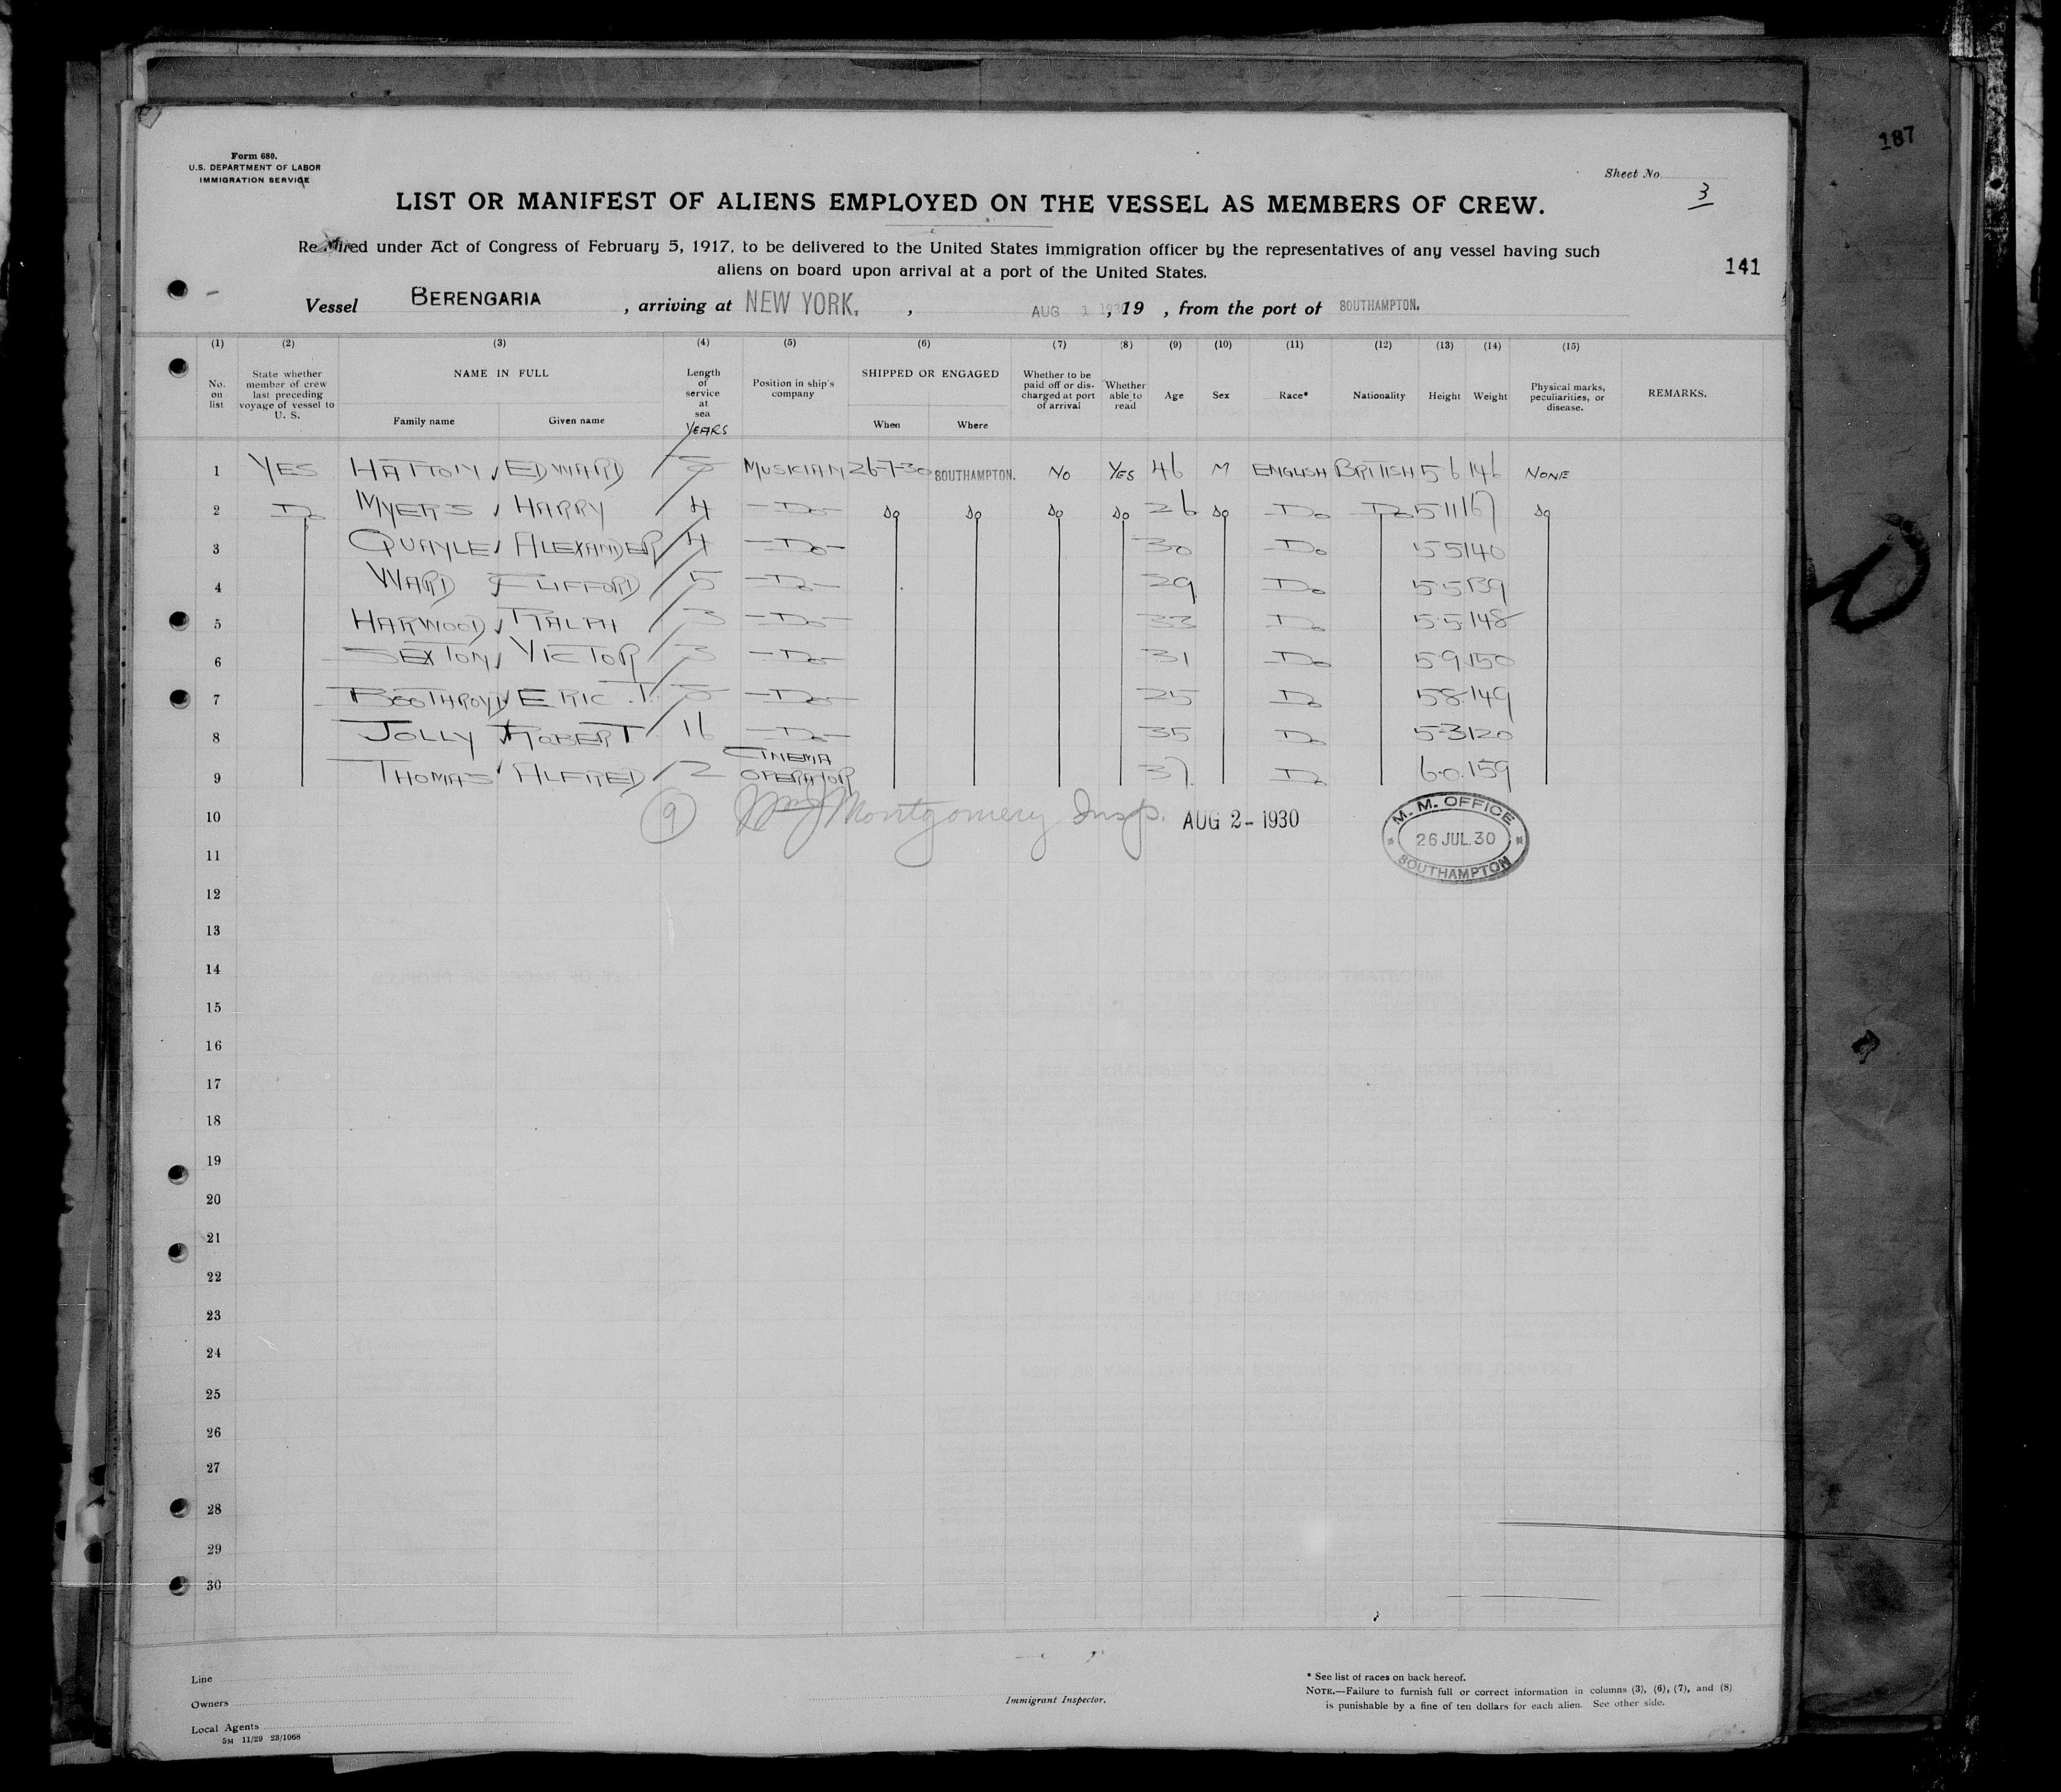 187
Form 680.
U.S. DEPARTMENT OF LABOR
IMMIGRATION SERVICE
Sheet No. 3
LIST OR MANIFEST OF ALIENS EMPLOYED ON THE VESSEL AS MEMBERS OF CREW.
Required under Act of Congress of February 5, 1917, to be delivered to the United States immigration officer by the representatives of any vessel having such
aliens on board upon arrival at a port of the United States.
141
Vessel BERENGARIA, arriving at NEW YORK, AUG 1 1930, 19 , from the port of SOUTHAMPTON.
(1) (2) (3) (4) (5) (6) (7) (8) (9) (10) (11) (12) (13) (14) (15)
No. on list State whether member of crew last preceding voyage of vessel to U. S. NAME IN FULL Family name Given name Length of service at sea YEARS Position in ship's company SHIPPED OR ENGAGED When Where Whether to be paid off or discharged at port of arrival Whether able to read Age Sex Race* Nationality Height Weight Physical marks, peculiarities, or disease. REMARKS.
1 YES HATTON EDWARD 5 MUSICIAN 26-7-30 SOUTHAMPTON. NO YES 46 M ENGLISH BRITISH 5 6 146 NONE
2 Do MYERS HARRY 4 -Do- do do do do 26 do Do Do 5 11 167 do
3 QUAYLE ALEXANDER 4 -Do- 30 Do 5 5 140
4 WARD CLIFFORD 5 -Do- 29 Do 5 5 139
5 HARWOOD RALPH 3 -Do- 33 Do 5 5 148
6 SEXTON VICTOR 3 -Do- 31 Do 5 9 150
7 BOOTHROYD ERIC T. 5 -Do- 25 Do 5 8 149
8 JOLLY ROBERT 16 -Do- 35 Do 5 3 120
9 THOMAS ALFRED 2 CINEMA OPERATOR 37. Do 6.0. 159
10 9 Montgomery Insp. AUG 2- 1930
M. M. OFFICE
26 JUL.30
SOUTHAMPTON
11
12
13
14
15
16
17
18
19
20
21
22
23
24
25
26
27
28
29
30
Line
Owners
Local Agents
5M 11/29 23/1068
Immigrant Inspector.
* See list of races on back hereof.
NOTE.—Failure to furnish full or correct information in columns (3), (6), (7), and (8)
is punishable by a fine of ten dollars for each alien. See other side.